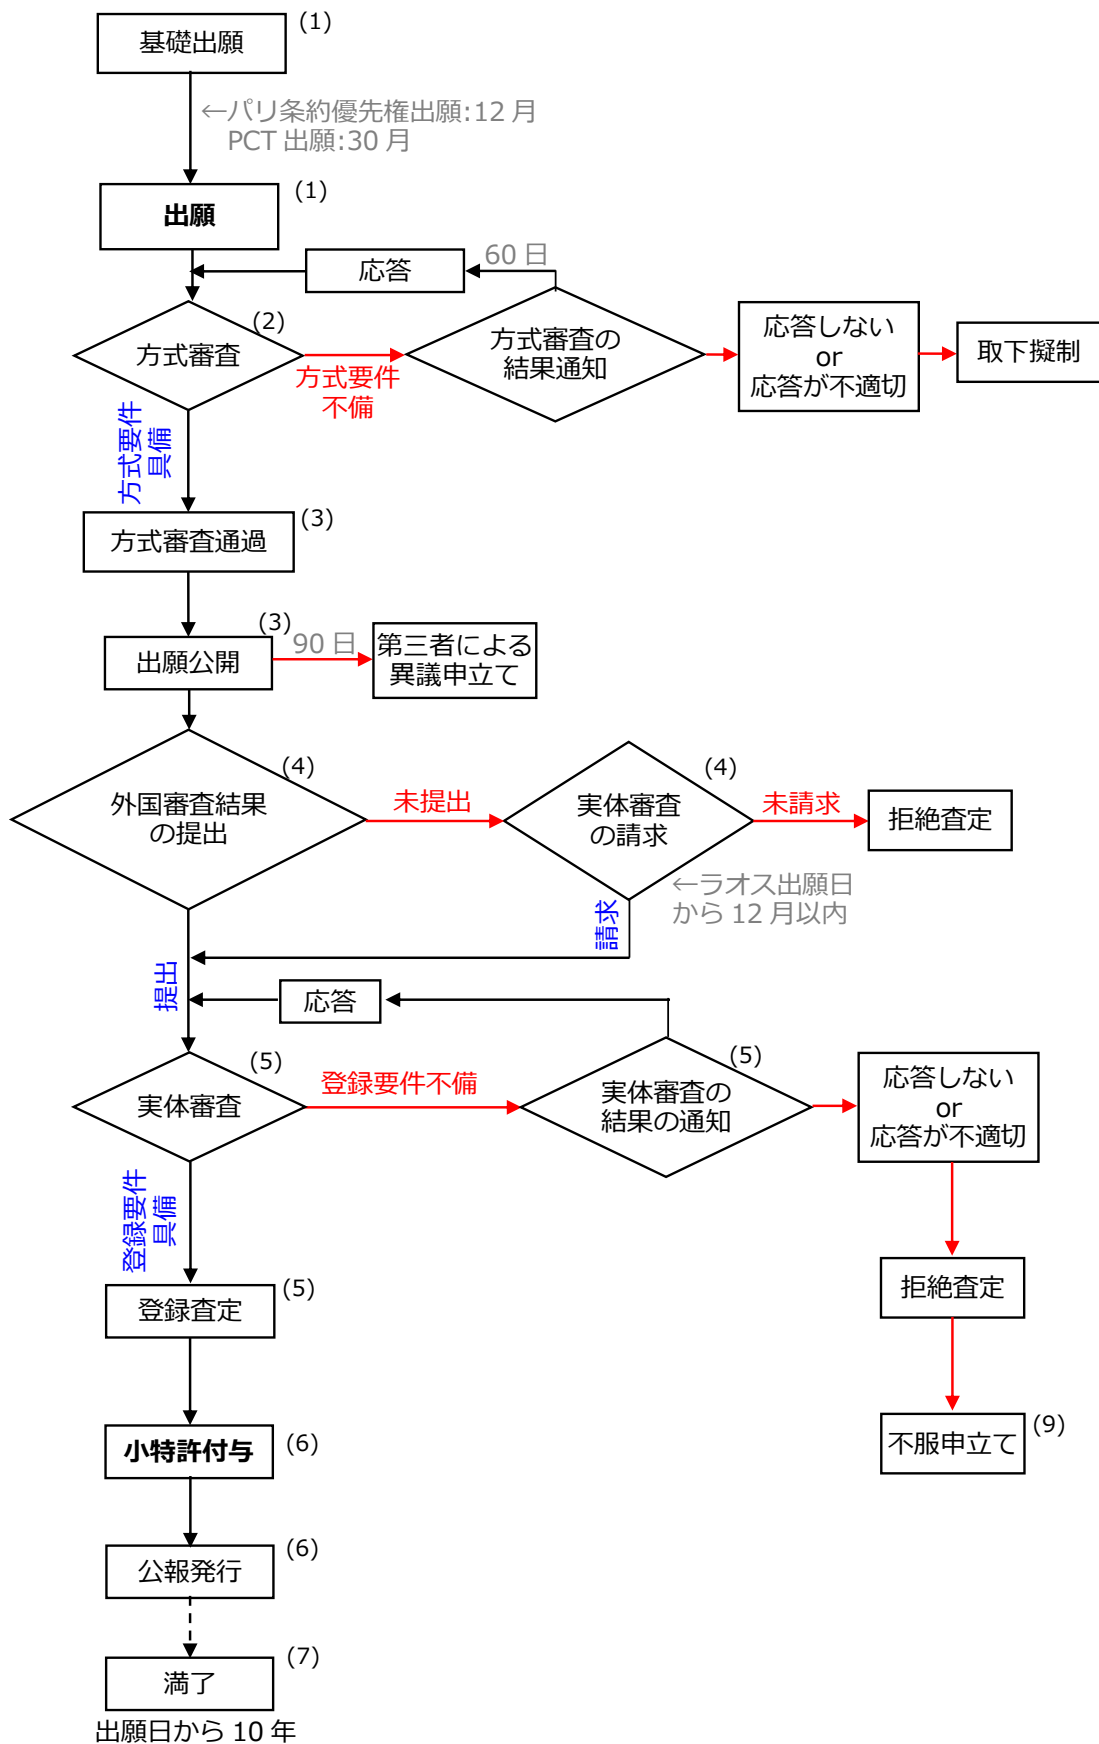 基礎出願
(1)
←パリ条約優先権出願:12 月
PCT 出願:30 月
出願
(1)
応答
60 日
方式審査
(2)
方式要件
不備
方式審査の
結果通知
応答しない
or
応答が不適切
取下擬制
方式要件
具備
方式審査通過
(3)
出願公開
(3)
90 日
第三者による
異議申立て
外国審査結果
の提出
(4)
未提出
実体審査
の請求
(4)
未請求
拒絶査定
←ラオス出願日
から 12 月以内
請求
提出
応答
実体審査
(5)
登録要件不備
実体審査の
結果の通知
(5)
応答しない
or
応答が不適切
登録要件
具備
拒絶査定
登録査定
(5)
小特許付与
(6)
不服申立て
(9)
公報発行
(6)
満了
(7)
出願日から 10 年